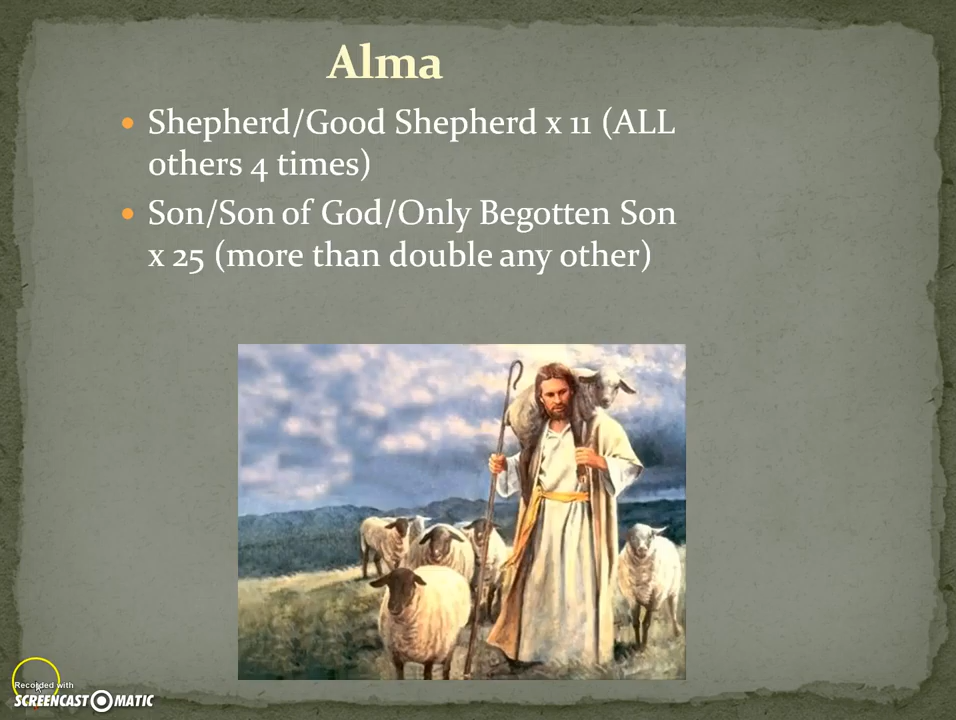 Alma
Shepherd/Good Shepherd x 11 (ALL
others 4 times)
Son/Son of God/Only Begotten Son
x 25 (more than double any other)
Recorded with
SCREENCAST MATIC